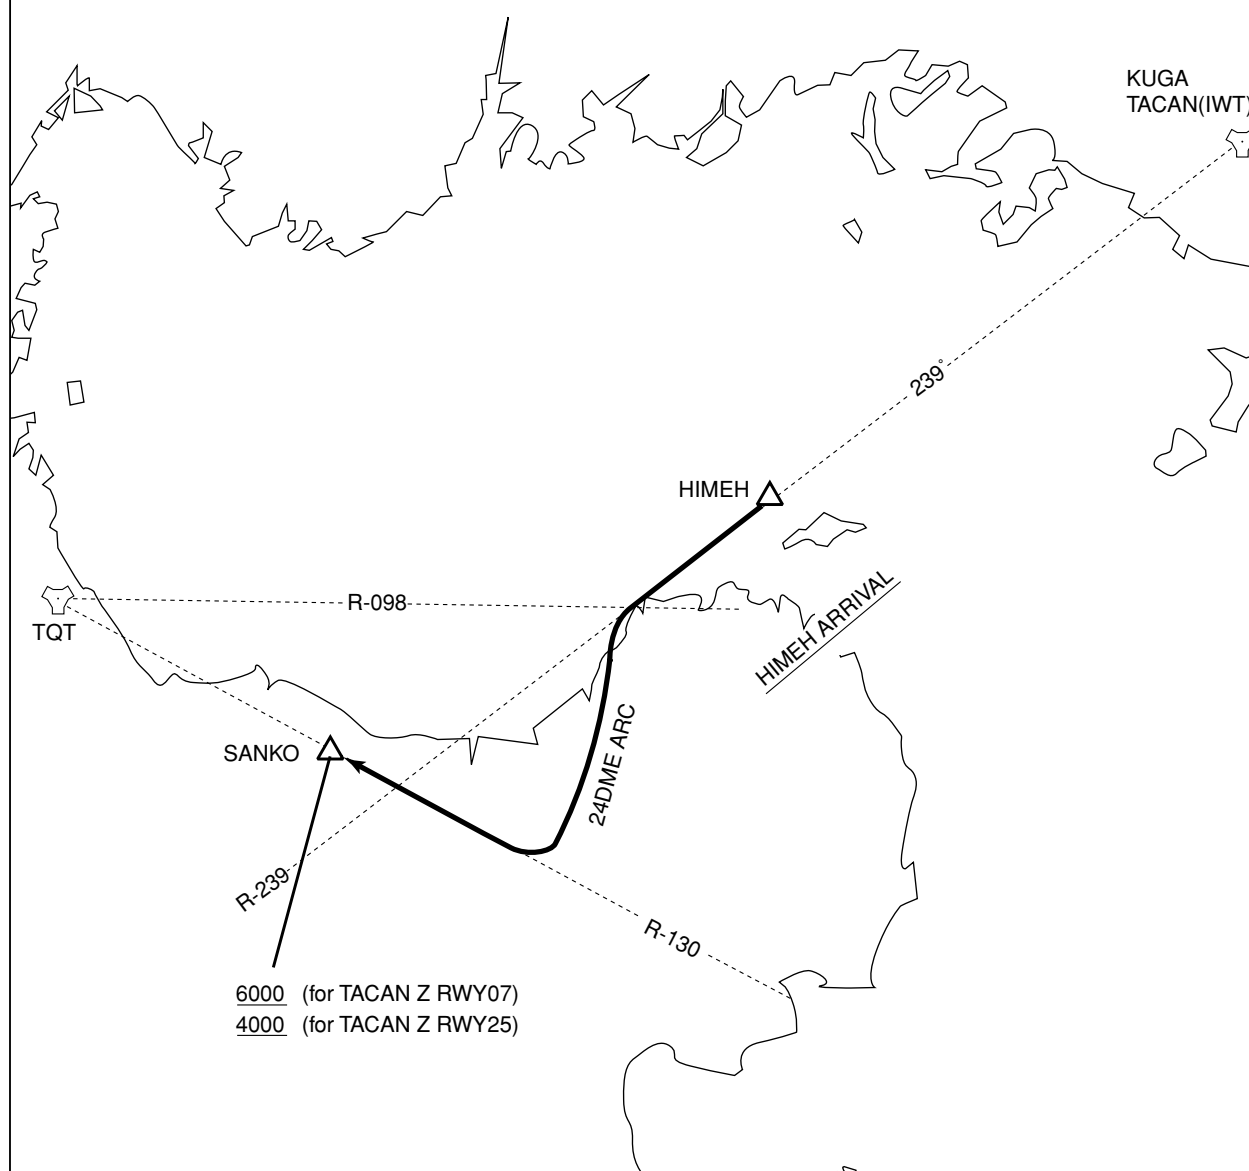 KUGA
TACAN(IWT)
239°
HIMEH
R-098
TQT
HIMEH ARRIVAL
SANKO
24DME ARC
R-239
R-130
6000 (for TACAN Z RWY07)
4000 (for TACAN Z RWY25)